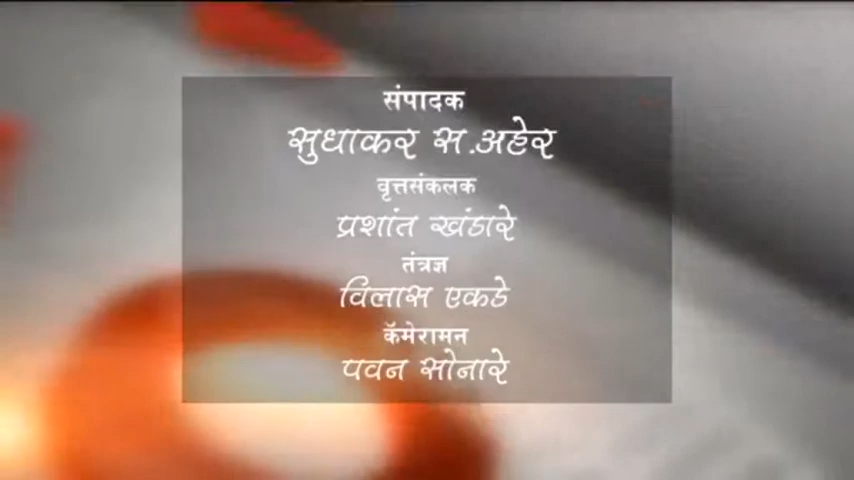 संपादक
सुधाकर स.अहेर
वृत्तसंकलक
प्रशांत खंडारे
तंत्रज्ञ
विलास एकडे
कॅमेरामन
पवन सोनारे